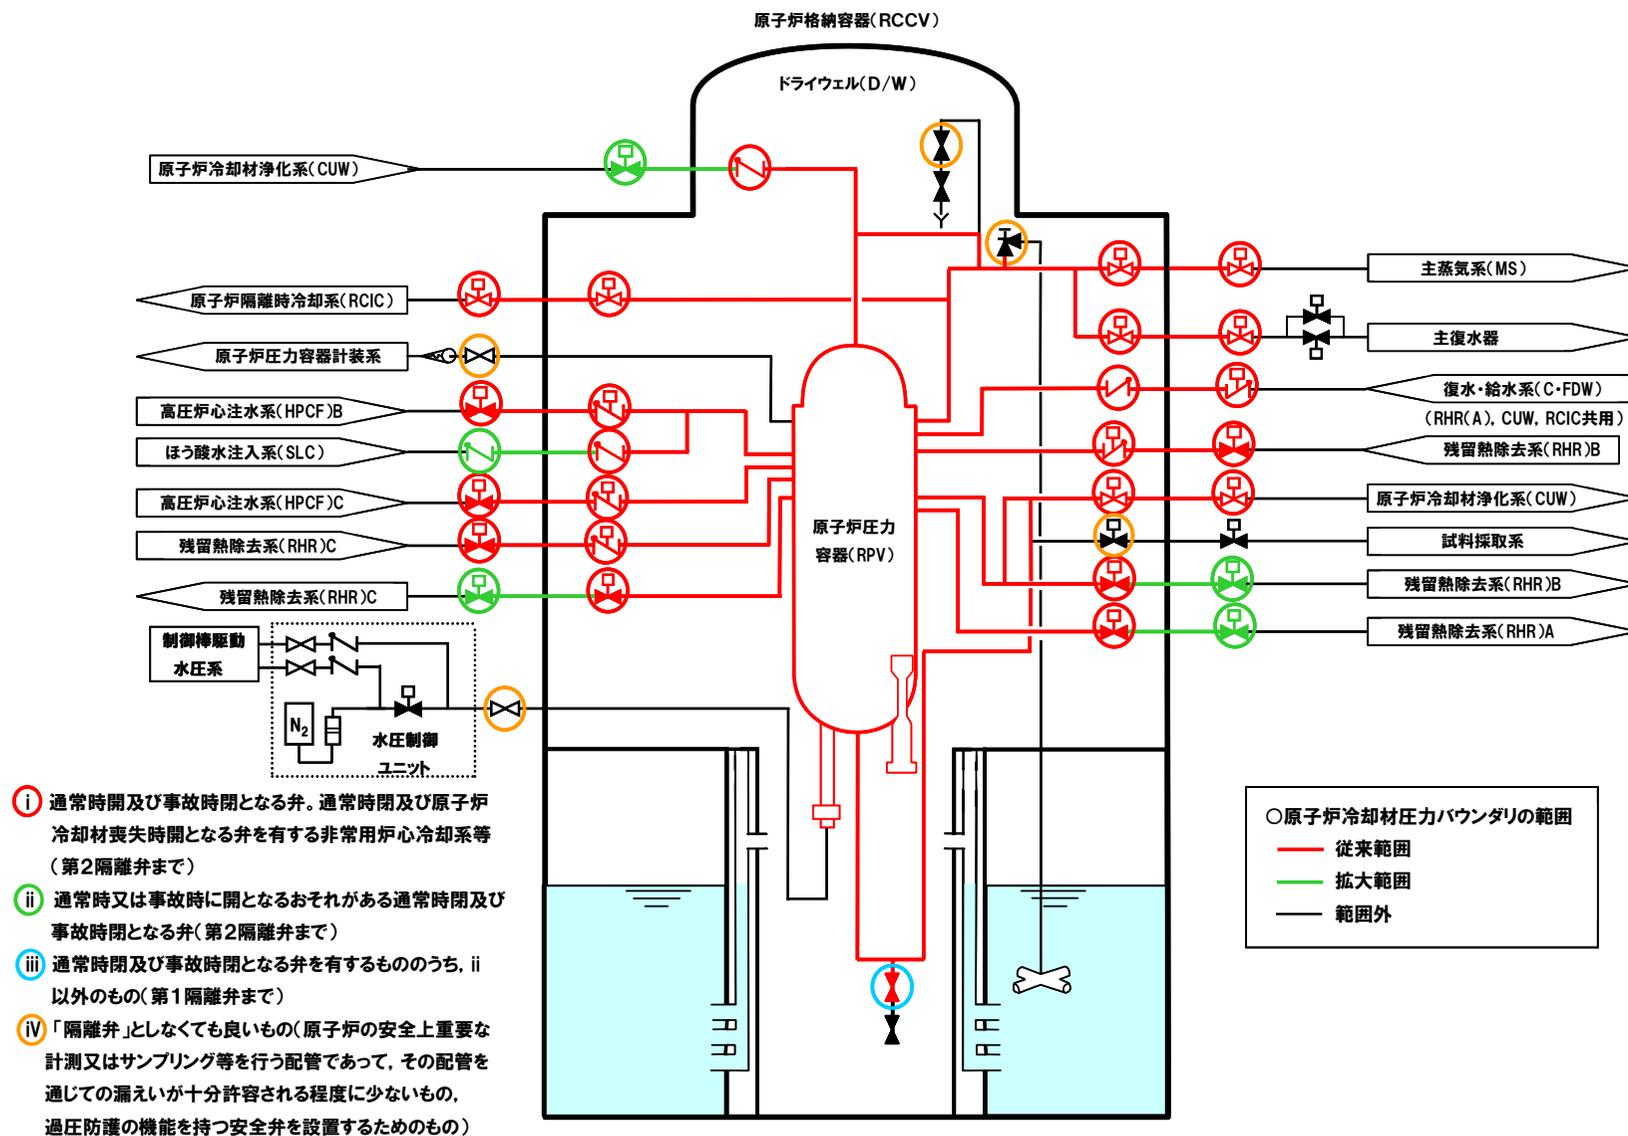 原子炉格納容器(RCCV)
ドライウェル(D/W)
原子炉冷却材浄化系(CUW)
原子炉隔離時冷却系(RCIC)
原子炉圧力容器計装系
高圧炉心注水系(HPCF)B
ほう酸水注入系(SLC)
高圧炉心注水系(HPCF)C
残留熱除去系(RHR)C
残留熱除去系(RHR)C
制御棒駆動
水圧系
N2
水圧制御
ユニット
原子炉圧力
容器(RPV)
主蒸気系(MS)
主復水器
復水・給水系(C・FDW)
(RHR(A), CUW, RCIC共用)
残留熱除去系(RHR)B
原子炉冷却材浄化系(CUW)
試料採取系
残留熱除去系(RHR)B
残留熱除去系(RHR)A
i 通常時開及び事故時閉となる弁。通常時閉及び原子炉
冷却材喪失時開となる弁を有する非常用炉心冷却系等
(第2隔離弁まで)
ii 通常時又は事故時に開となるおそれがある通常時閉及び
事故時閉となる弁(第2隔離弁まで)
iii 通常時閉及び事故時閉となる弁を有するもののうち, ii
以外のもの(第1隔離弁まで)
iV 「隔離弁」としなくても良いもの(原子炉の安全上重要な
計測又はサンプリング等を行う配管であって, その配管を
通じての漏えいが十分許容される程度に少ないもの,
過圧防護の機能を持つ安全弁を設置するためのもの)
○原子炉冷却材圧力バウンダリの範囲
従来範囲
拡大範囲
範囲外